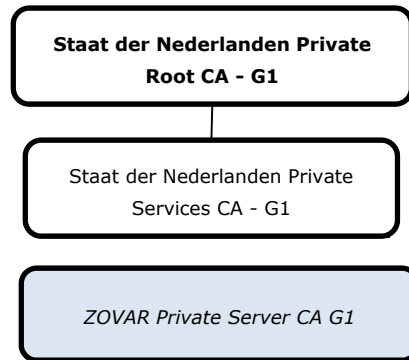 Staat der Nederlanden Private
Root CA - G1
Staat der Nederlanden Private
Services CA - G1
ZOVAR Private Server CA G1